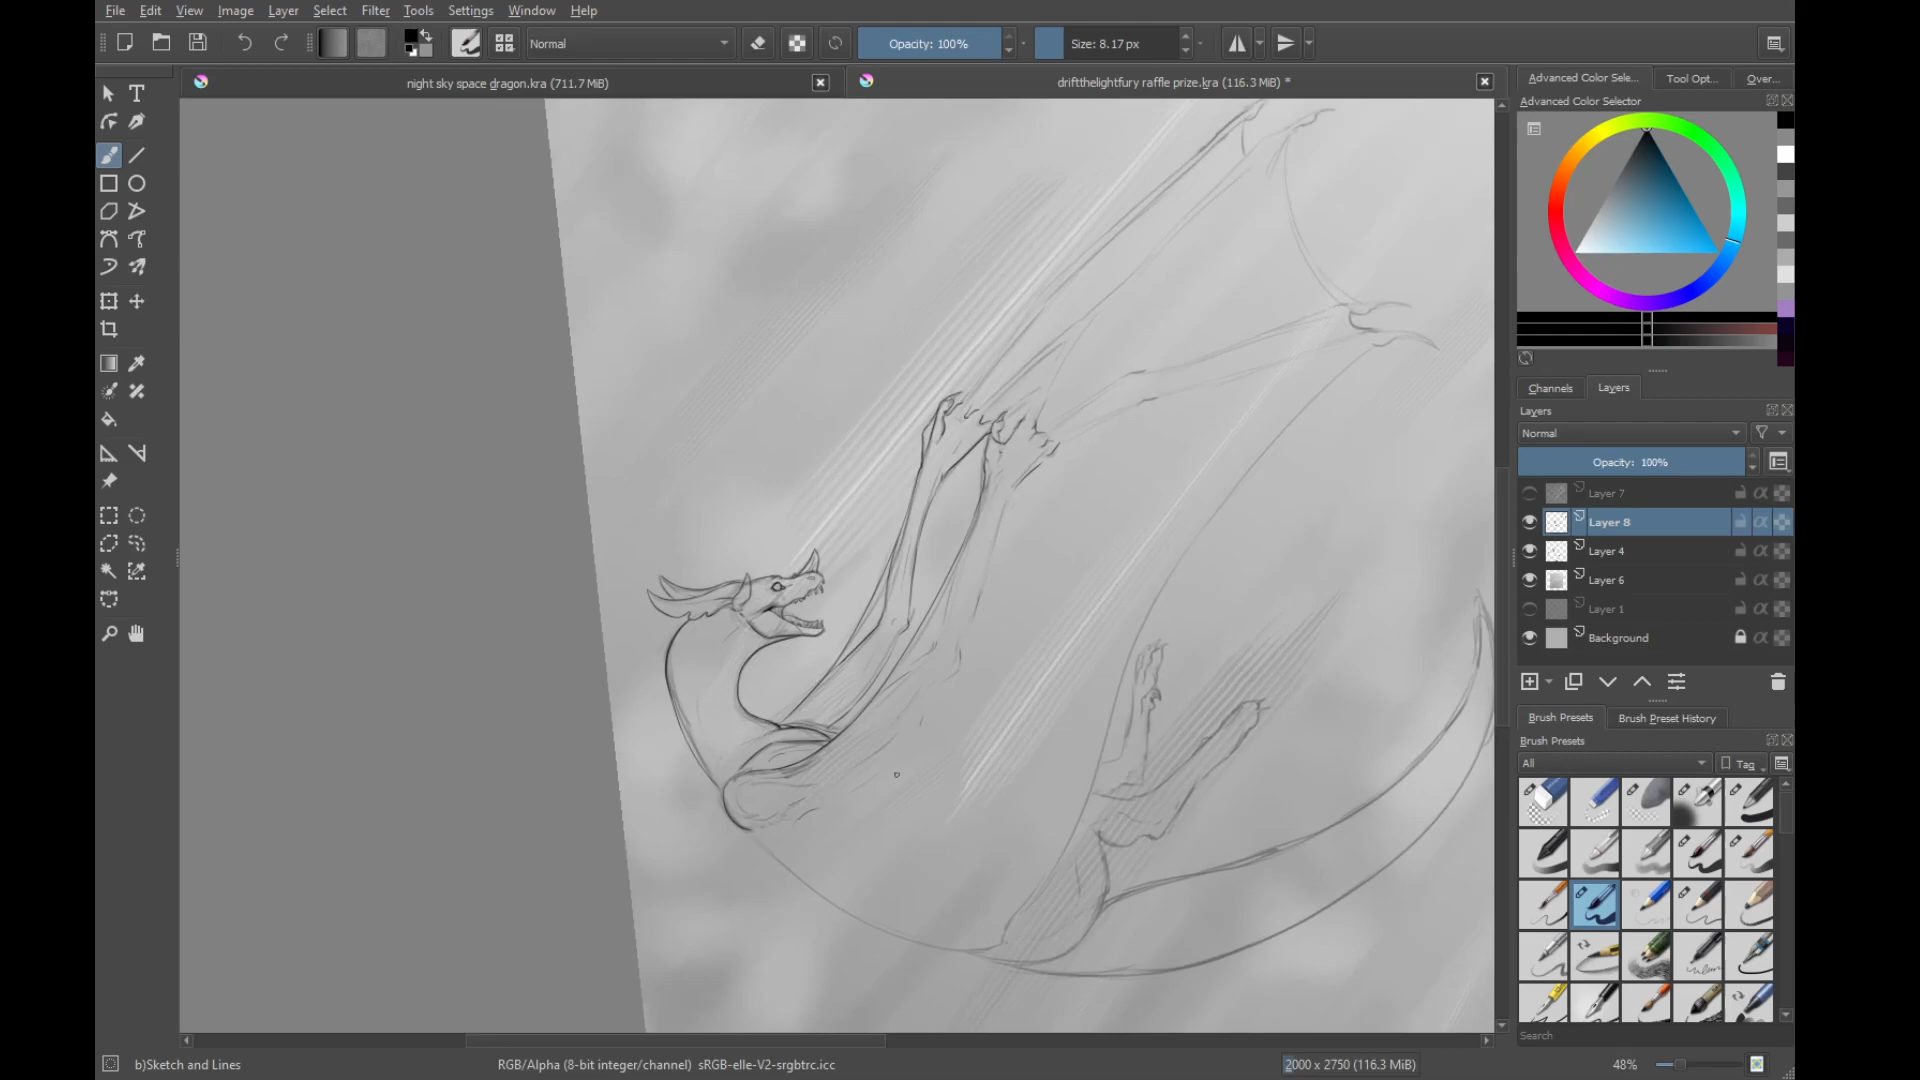 File Edit View Image Layer Select Filter Tools Settings Window Help
Normal Opacity: 100% Size: 8.17 px
night sky space dragon.kra (711.7 MiB)
driftthelightfury raffle prize.kra (116.3 MiB) *
Advanced Color Sele... Tool Opt... Over...
Advanced Color Selector
Channels Layers
Layers
Normal
Opacity: 100%
Layer 7
Layer 8
Layer 4
Layer 6
Layer 1
Background
Brush Presets Brush Preset History
Brush Presets
All Tag
Search
b)Sketch and Lines RGB/Alpha (8-bit integer/channel) sRGB-elle-V2-srgbtrc.icc 2000 x 2750 (116.3 MiB) 48%